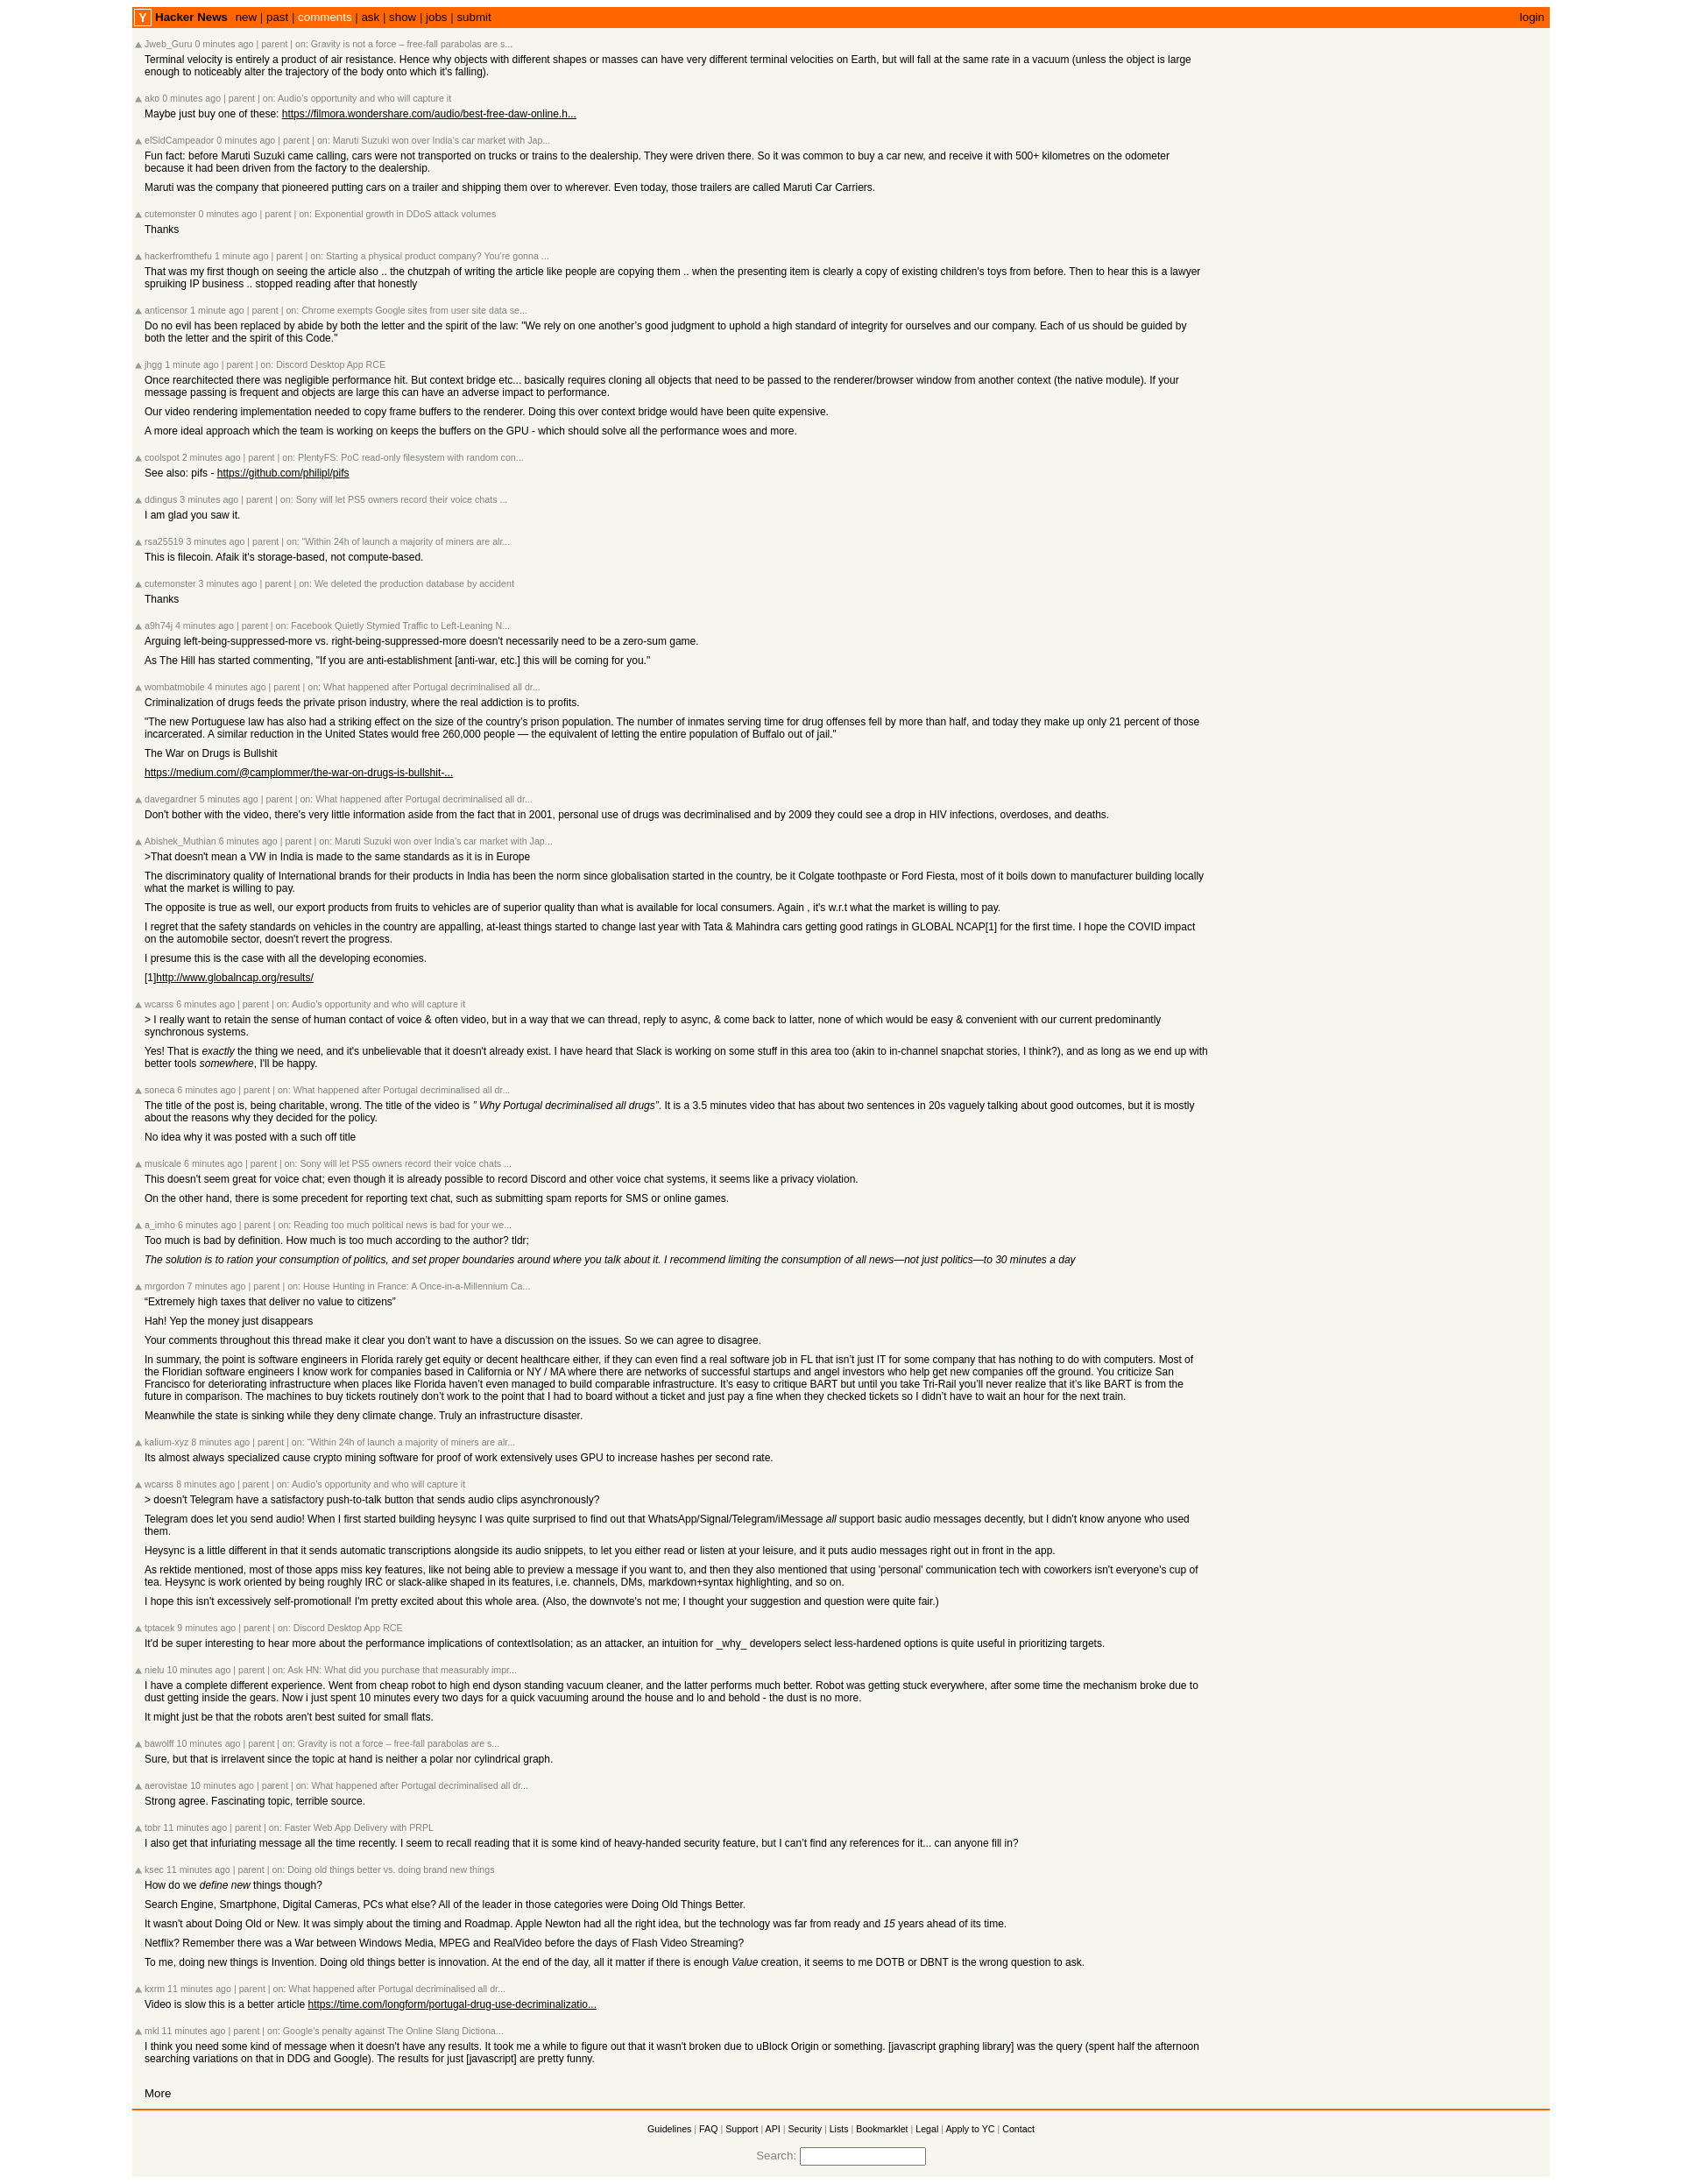 Y Hacker News new | past | comments | ask | show | jobs | submit login
Jweb_Guru 0 minutes ago | parent | on: Gravity is not a force – free-fall parabolas are s...
Terminal velocity is entirely a product of air resistance. Hence why objects with different shapes or masses can have very different terminal velocities on Earth, but will fall at the same rate in a vacuum (unless the object is large
enough to noticeably alter the trajectory of the body onto which it's falling).
ako 0 minutes ago | parent | on: Audio's opportunity and who will capture it
Maybe just buy one of these: https://filmora.wondershare.com/audio/best-free-daw-online.h...
elSidCampeador 0 minutes ago | parent | on: Maruti Suzuki won over India's car market with Jap...
Fun fact: before Maruti Suzuki came calling, cars were not transported on trucks or trains to the dealership. They were driven there. So it was common to buy a car new, and receive it with 500+ kilometres on the odometer
because it had been driven from the factory to the dealership.
Maruti was the company that pioneered putting cars on a trailer and shipping them over to wherever. Even today, those trailers are called Maruti Car Carriers.
cutemonster 0 minutes ago | parent | on: Exponential growth in DDoS attack volumes
Thanks
hackerfromthefu 1 minute ago | parent | on: Starting a physical product company? You're gonna ...
That was my first though on seeing the article also .. the chutzpah of writing the article like people are copying them .. when the presenting item is clearly a copy of existing children's toys from before. Then to hear this is a lawyer
spruiking IP business .. stopped reading after that honestly
anticensor 1 minute ago | parent | on: Chrome exempts Google sites from user site data se...
Do no evil has been replaced by abide by both the letter and the spirit of the law: "We rely on one another’s good judgment to uphold a high standard of integrity for ourselves and our company. Each of us should be guided by
both the letter and the spirit of this Code."
jhgg 1 minute ago | parent | on: Discord Desktop App RCE
Once rearchitected there was negligible performance hit. But context bridge etc... basically requires cloning all objects that need to be passed to the renderer/browser window from another context (the native module). If your
message passing is frequent and objects are large this can have an adverse impact to performance.
Our video rendering implementation needed to copy frame buffers to the renderer. Doing this over context bridge would have been quite expensive.
A more ideal approach which the team is working on keeps the buffers on the GPU - which should solve all the performance woes and more.
coolspot 2 minutes ago | parent | on: PlentyFS: PoC read-only filesystem with random con...
See also: pifs - https://github.com/philipl/pifs
ddingus 3 minutes ago | parent | on: Sony will let PS5 owners record their voice chats ...
I am glad you saw it.
rsa25519 3 minutes ago | parent | on: “Within 24h of launch a majority of miners are alr...
This is filecoin. Afaik it's storage-based, not compute-based.
cutemonster 3 minutes ago | parent | on: We deleted the production database by accident
Thanks
a9h74j 4 minutes ago | parent | on: Facebook Quietly Stymied Traffic to Left-Leaning N...
Arguing left-being-suppressed-more vs. right-being-suppressed-more doesn't necessarily need to be a zero-sum game.
As The Hill has started commenting, "If you are anti-establishment [anti-war, etc.] this will be coming for you."
wombatmobile 4 minutes ago | parent | on: What happened after Portugal decriminalised all dr...
Criminalization of drugs feeds the private prison industry, where the real addiction is to profits.
"The new Portuguese law has also had a striking effect on the size of the country’s prison population. The number of inmates serving time for drug offenses fell by more than half, and today they make up only 21 percent of those
incarcerated. A similar reduction in the United States would free 260,000 people — the equivalent of letting the entire population of Buffalo out of jail."
The War on Drugs is Bullshit
https://medium.com/@camplommer/the-war-on-drugs-is-bullshit-...
davegardner 5 minutes ago | parent | on: What happened after Portugal decriminalised all dr...
Don't bother with the video, there's very little information aside from the fact that in 2001, personal use of drugs was decriminalised and by 2009 they could see a drop in HIV infections, overdoses, and deaths.
Abishek_Muthian 6 minutes ago | parent | on: Maruti Suzuki won over India's car market with Jap...
>That doesn't mean a VW in India is made to the same standards as it is in Europe
The discriminatory quality of International brands for their products in India has been the norm since globalisation started in the country, be it Colgate toothpaste or Ford Fiesta, most of it boils down to manufacturer building locally
what the market is willing to pay.
The opposite is true as well, our export products from fruits to vehicles are of superior quality than what is available for local consumers. Again , it's w.r.t what the market is willing to pay.
I regret that the safety standards on vehicles in the country are appalling, at-least things started to change last year with Tata & Mahindra cars getting good ratings in GLOBAL NCAP[1] for the first time. I hope the COVID impact
on the automobile sector, doesn't revert the progress.
I presume this is the case with all the developing economies.
[1]http://www.globalncap.org/results/
wcarss 6 minutes ago | parent | on: Audio's opportunity and who will capture it
> I really want to retain the sense of human contact of voice & often video, but in a way that we can thread, reply to async, & come back to latter, none of which would be easy & convenient with our current predominantly
synchronous systems.
Yes! That is exactly the thing we need, and it's unbelievable that it doesn't already exist. I have heard that Slack is working on some stuff in this area too (akin to in-channel snapchat stories, I think?), and as long as we end up with
better tools somewhere, I'll be happy.
soneca 6 minutes ago | parent | on: What happened after Portugal decriminalised all dr...
The title of the post is, being charitable, wrong. The title of the video is ” Why Portugal decriminalised all drugs”. It is a 3.5 minutes video that has about two sentences in 20s vaguely talking about good outcomes, but it is mostly
about the reasons why they decided for the policy.
No idea why it was posted with a such off title
musicale 6 minutes ago | parent | on: Sony will let PS5 owners record their voice chats ...
This doesn't seem great for voice chat; even though it is already possible to record Discord and other voice chat systems, it seems like a privacy violation.
On the other hand, there is some precedent for reporting text chat, such as submitting spam reports for SMS or online games.
a_imho 6 minutes ago | parent | on: Reading too much political news is bad for your we...
Too much is bad by definition. How much is too much according to the author? tldr;
The solution is to ration your consumption of politics, and set proper boundaries around where you talk about it. I recommend limiting the consumption of all news—not just politics—to 30 minutes a day
mrgordon 7 minutes ago | parent | on: House Hunting in France: A Once-in-a-Millennium Ca...
“Extremely high taxes that deliver no value to citizens”
Hah! Yep the money just disappears
Your comments throughout this thread make it clear you don’t want to have a discussion on the issues. So we can agree to disagree.
In summary, the point is software engineers in Florida rarely get equity or decent healthcare either, if they can even find a real software job in FL that isn’t just IT for some company that has nothing to do with computers. Most of
the Floridian software engineers I know work for companies based in California or NY / MA where there are networks of successful startups and angel investors who help get new companies off the ground. You criticize San
Francisco for deteriorating infrastructure when places like Florida haven’t even managed to build comparable infrastructure. It’s easy to critique BART but until you take Tri-Rail you’ll never realize that it’s like BART is from the
future in comparison. The machines to buy tickets routinely don’t work to the point that I had to board without a ticket and just pay a fine when they checked tickets so I didn’t have to wait an hour for the next train.
Meanwhile the state is sinking while they deny climate change. Truly an infrastructure disaster.
kalium-xyz 8 minutes ago | parent | on: “Within 24h of launch a majority of miners are alr...
Its almost always specialized cause crypto mining software for proof of work extensively uses GPU to increase hashes per second rate.
wcarss 8 minutes ago | parent | on: Audio's opportunity and who will capture it
> doesn't Telegram have a satisfactory push-to-talk button that sends audio clips asynchronously?
Telegram does let you send audio! When I first started building heysync I was quite surprised to find out that WhatsApp/Signal/Telegram/iMessage all support basic audio messages decently, but I didn't know anyone who used
them.
Heysync is a little different in that it sends automatic transcriptions alongside its audio snippets, to let you either read or listen at your leisure, and it puts audio messages right out in front in the app.
As rektide mentioned, most of those apps miss key features, like not being able to preview a message if you want to, and then they also mentioned that using 'personal' communication tech with coworkers isn't everyone's cup of
tea. Heysync is work oriented by being roughly IRC or slack-alike shaped in its features, i.e. channels, DMs, markdown+syntax highlighting, and so on.
I hope this isn't excessively self-promotional! I'm pretty excited about this whole area. (Also, the downvote's not me; I thought your suggestion and question were quite fair.)
tptacek 9 minutes ago | parent | on: Discord Desktop App RCE
It'd be super interesting to hear more about the performance implications of contextIsolation; as an attacker, an intuition for _why_ developers select less-hardened options is quite useful in prioritizing targets.
nielu 10 minutes ago | parent | on: Ask HN: What did you purchase that measurably impr...
I have a complete different experience. Went from cheap robot to high end dyson standing vacuum cleaner, and the latter performs much better. Robot was getting stuck everywhere, after some time the mechanism broke due to
dust getting inside the gears. Now i just spent 10 minutes every two days for a quick vacuuming around the house and lo and behold - the dust is no more.
It might just be that the robots aren't best suited for small flats.
bawolff 10 minutes ago | parent | on: Gravity is not a force – free-fall parabolas are s...
Sure, but that is irrelavent since the topic at hand is neither a polar nor cylindrical graph.
aerovistae 10 minutes ago | parent | on: What happened after Portugal decriminalised all dr...
Strong agree. Fascinating topic, terrible source.
tobr 11 minutes ago | parent | on: Faster Web App Delivery with PRPL
I also get that infuriating message all the time recently. I seem to recall reading that it is some kind of heavy-handed security feature, but I can’t find any references for it... can anyone fill in?
ksec 11 minutes ago | parent | on: Doing old things better vs. doing brand new things
How do we define new things though?
Search Engine, Smartphone, Digital Cameras, PCs what else? All of the leader in those categories were Doing Old Things Better.
It wasn't about Doing Old or New. It was simply about the timing and Roadmap. Apple Newton had all the right idea, but the technology was far from ready and 15 years ahead of its time.
Netflix? Remember there was a War between Windows Media, MPEG and RealVideo before the days of Flash Video Streaming?
To me, doing new things is Invention. Doing old things better is innovation. At the end of the day, all it matter if there is enough Value creation, it seems to me DOTB or DBNT is the wrong question to ask.
kxrm 11 minutes ago | parent | on: What happened after Portugal decriminalised all dr...
Video is slow this is a better article https://time.com/longform/portugal-drug-use-decriminalizatio...
mkl 11 minutes ago | parent | on: Google's penalty against The Online Slang Dictiona...
I think you need some kind of message when it doesn't have any results. It took me a while to figure out that it wasn't broken due to uBlock Origin or something. [javascript graphing library] was the query (spent half the afternoon
searching variations on that in DDG and Google). The results for just [javascript] are pretty funny.
More
Guidelines | FAQ | Support | API | Security | Lists | Bookmarklet | Legal | Apply to YC | Contact
Search: